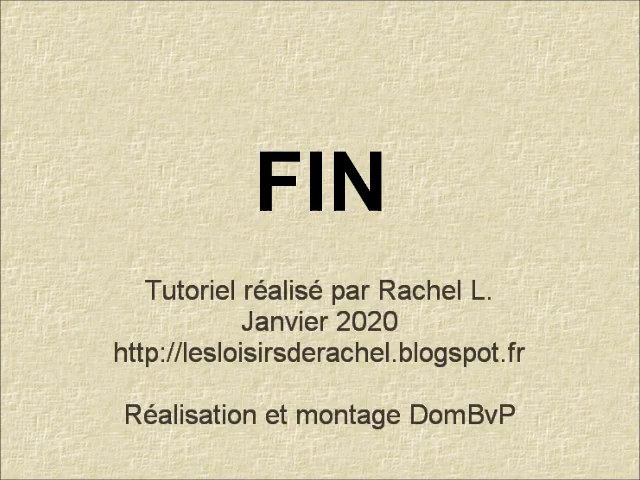 FIN
Tutoriel réalisé par Rachel L.
Janvier 2020
http://lesloisirsderachel.blogspot.fr
Réalisation et montage DomBvP